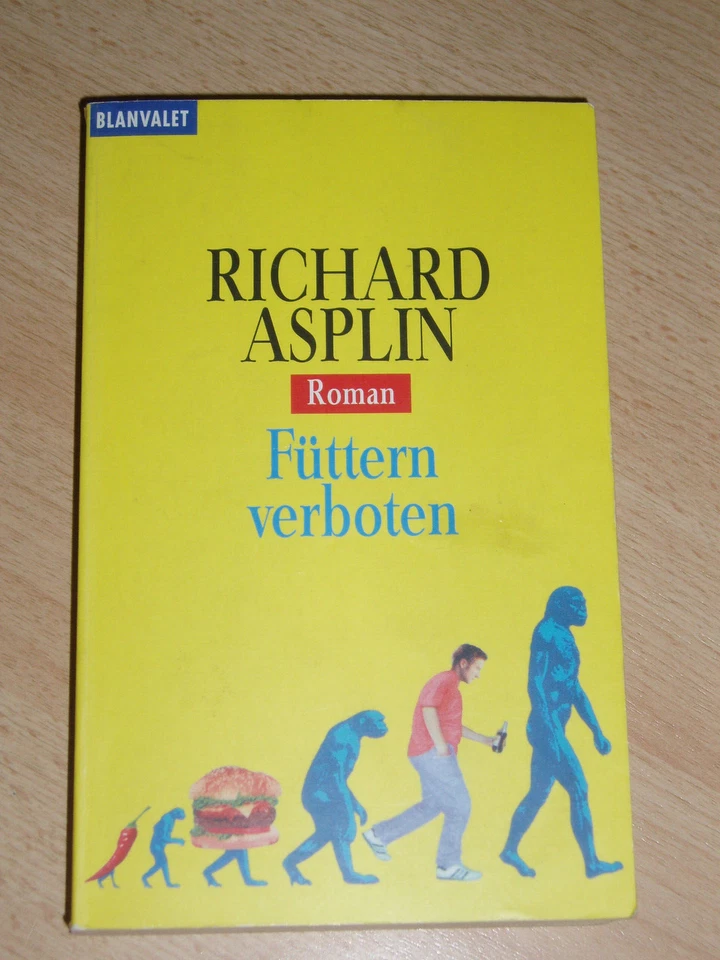 BLANVALET
RICHARD
ASPLIN
Roman
Füttern
verboten